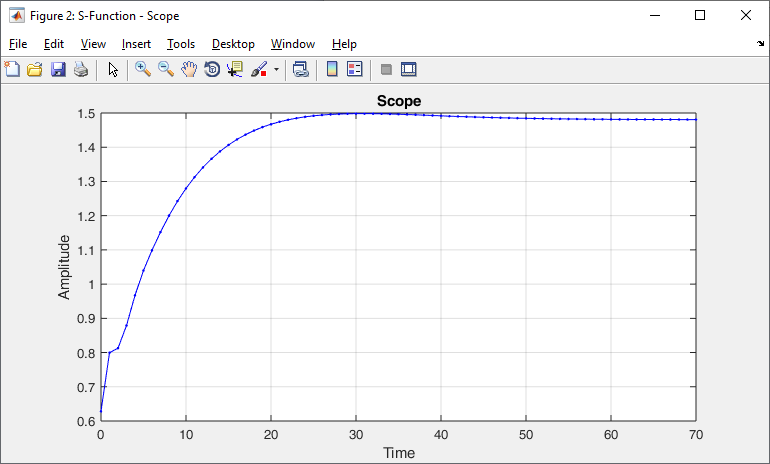 Figure 2: S-Function - Scope
File Edit View Insert Tools Desktop Window Help
Scope
1.5
1.4
1.3
1.2
1.1
1
0.9
0.8
0.7
0.6
Amplitude
0 10 20 30 40 50 60 70
Time